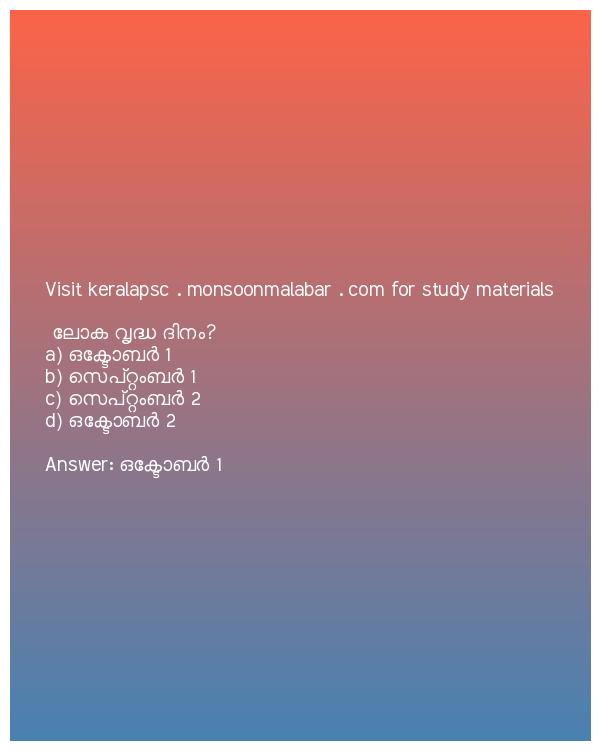 Visit keralapsc . monsoonmalabar . com for study materials
ലോക വൃദ്ധ ദിനം?
a) ഒക്ടോബർ 1
b) സെപ്റ്റംബർ 1
c) സെപ്റ്റംബർ 2
d) ഒക്ടോബർ 2
Answer: ഒക്ടോബർ 1